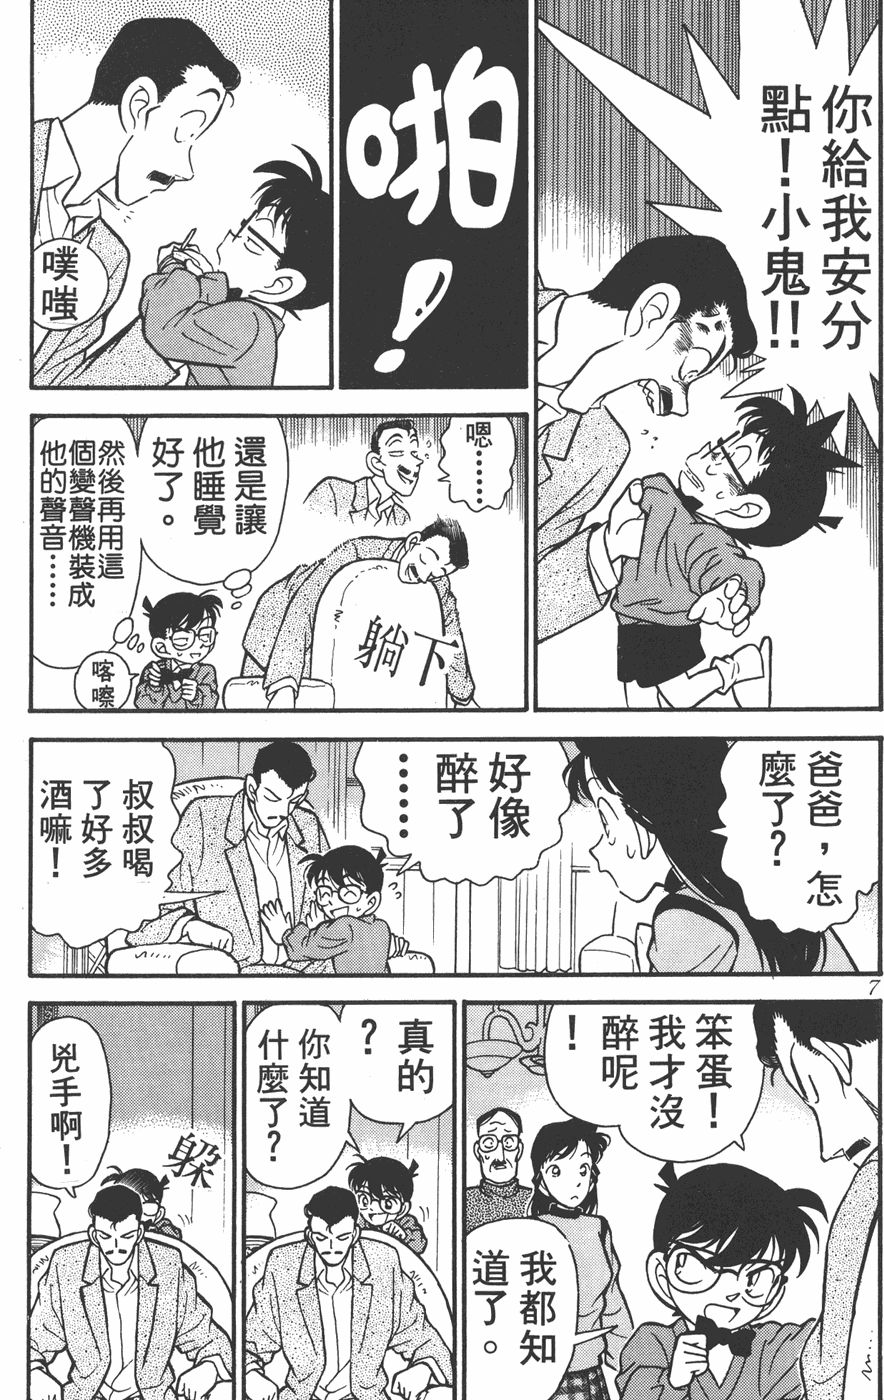 你給我安分
點！小鬼!!
啪！
噗嗤
嗯……
還是讓
他睡覺
好了。
然後再用這
個變聲機裝成
他的聲音……
躺下
喀嚓
爸爸，怎
麼了？
好像
醉了
……
叔叔喝
了好多
酒嘛！
7
笨蛋！
我才沒
醉呢
！
我都知
道了。
真的
？
你知道
什麼了？
兇手啊！
躲